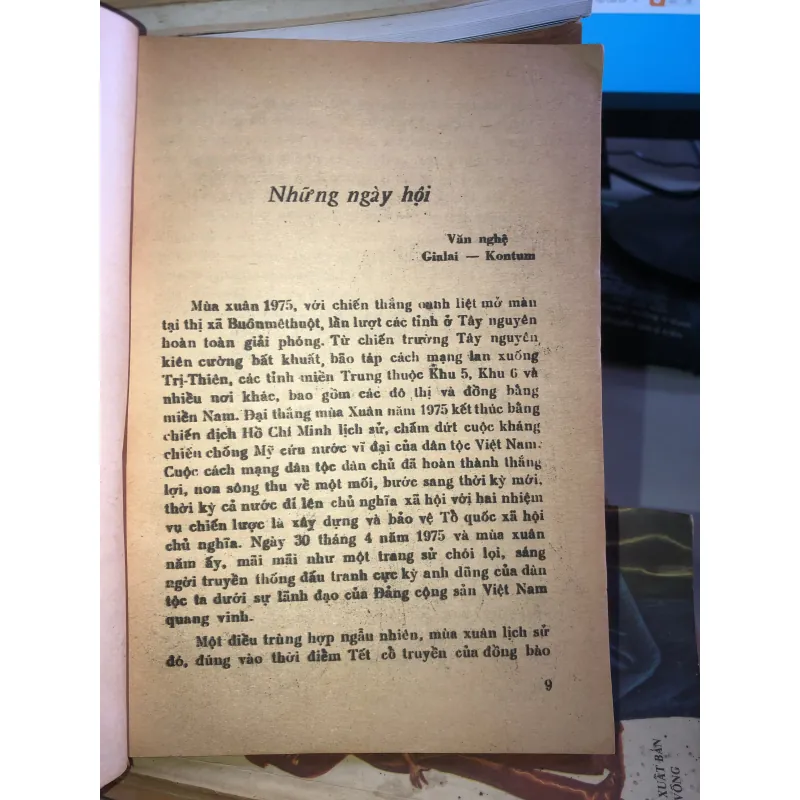 Những ngày hội
Văn nghệ
Gialai — Kontum
Mùa xuân 1975, với chiến thắng oanh liệt mở màn
tại thị xã Buônmêthuột, lần lượt các tỉnh ở Tây nguyên
hoàn toàn giải phóng. Từ chiến trường Tây nguyên
kiên cường bất khuất, bão táp cách mạng lan xuống
Trị-Thiên, các tỉnh miền Trung thuộc Khu 5, Khu 6 và
nhiều nơi khác, bao gồm các đô thị và đồng bằng
miền Nam. Đại thắng mùa Xuân năm 1975 kết thúc bằng
chiến dịch Hồ Chí Minh lịch sử, chấm dứt cuộc kháng
chiến chống Mỹ cứu nước vĩ đại của dân tộc Việt Nam.
Cuộc cách mạng dân tộc dân chủ đã hoàn thành thắng
lợi, non sông thu về một mối, bước sang thời kỳ mới,
thời kỳ cả nước đi lên chủ nghĩa xã hội với hai nhiệm
vụ chiến lược là xây dựng và bảo vệ Tổ quốc xã hội
chủ nghĩa. Ngày 30 tháng 4 năm 1975 và mùa xuân
năm ấy, mãi mãi như một trang sử chói lọi, sáng
ngời truyền thống đấu tranh cực kỳ anh dũng của dân
tộc ta dưới sự lãnh đạo của Đảng cộng sản Việt Nam
quang vinh.
Một điều trùng hợp ngẫu nhiên, mùa xuân lịch sử
đó, đúng vào thời điểm Tết cổ truyền của đồng bào
9
XUẤT BẢN